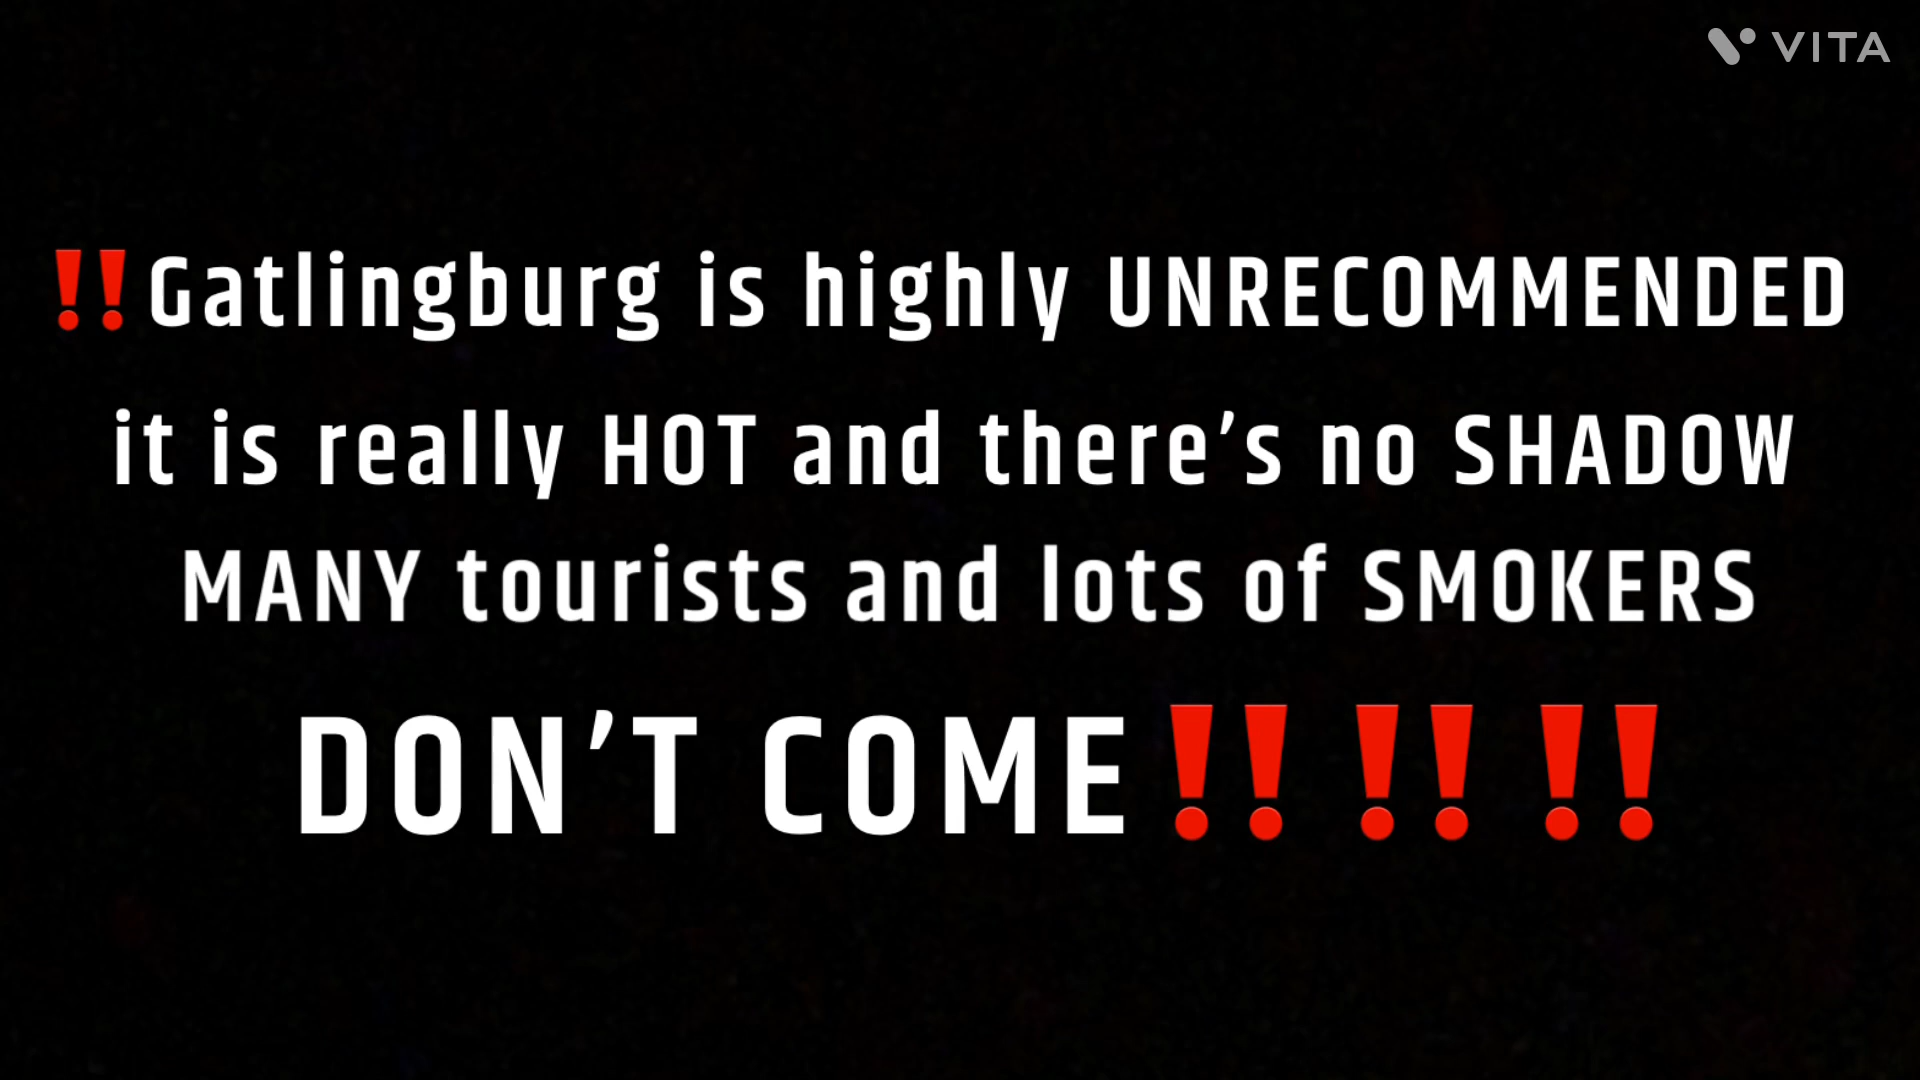 VITA
‼️Gatlingburg is highly UNRECOMMENDED
it is really HOT and there’s no SHADOW
MANY tourists and lots of SMOKERS
DON’T COME‼️‼️‼️